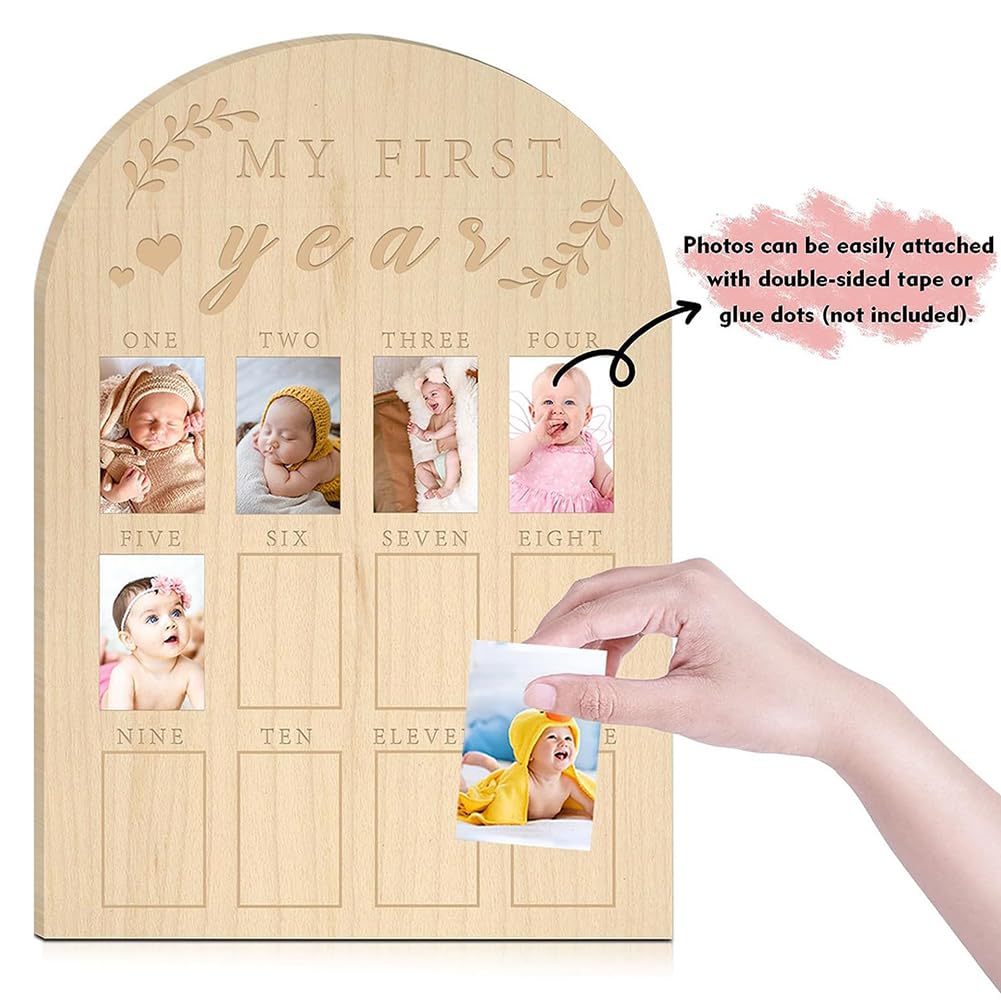 MY FIRST
year
ONE TWO THREE FOUR
FIVE SIX SEVEN EIGHT
NINE TEN ELEVE
Photos can be easily attached
with double-sided tape or
glue dots (not included).